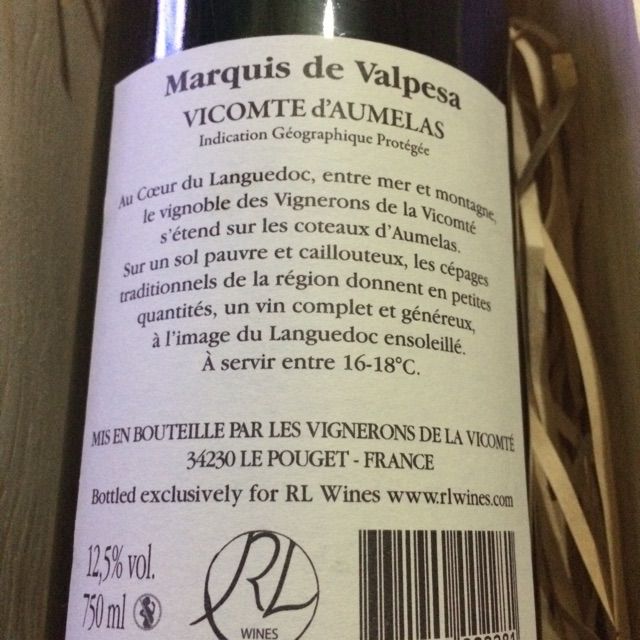 Marquis de Valpesa
VICOMTE d'AUMELAS
Indication Géographique Protégée
Au Cœur du Languedoc, entre mer et montagne,
le vignoble des Vignerons de la Vicomté
s'étend sur les coteaux d'Aumelas.
Sur un sol pauvre et caillouteux, les cépages
traditionnels de la région donnent en petites
quantités, un vin complet et généreux,
à l'image du Languedoc ensoleillé.
À servir entre 16-18°C.
MIS EN BOUTEILLE PAR LES VIGNERONS DE LA VICOMTÉ
34230 LE POUGET - FRANCE
Bottled exclusively for RL Wines www.rlwines.com
12,5% vol.
750 ml
RL
WINES